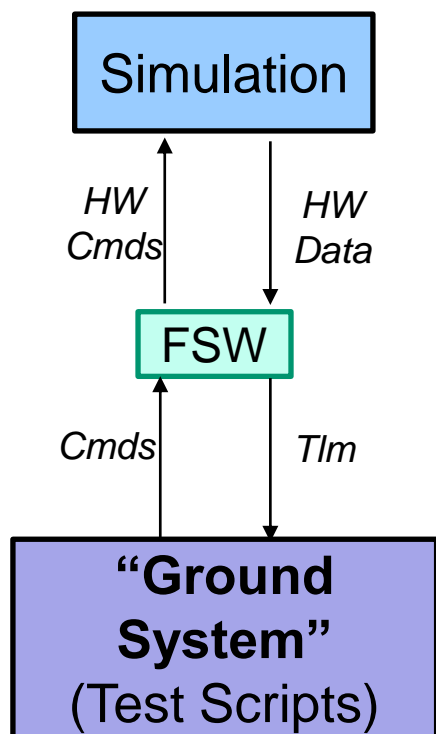 Simulation
HW HW
Cmds Data
FSW
Cmds Tlm
“Ground
System”
(Test Scripts)